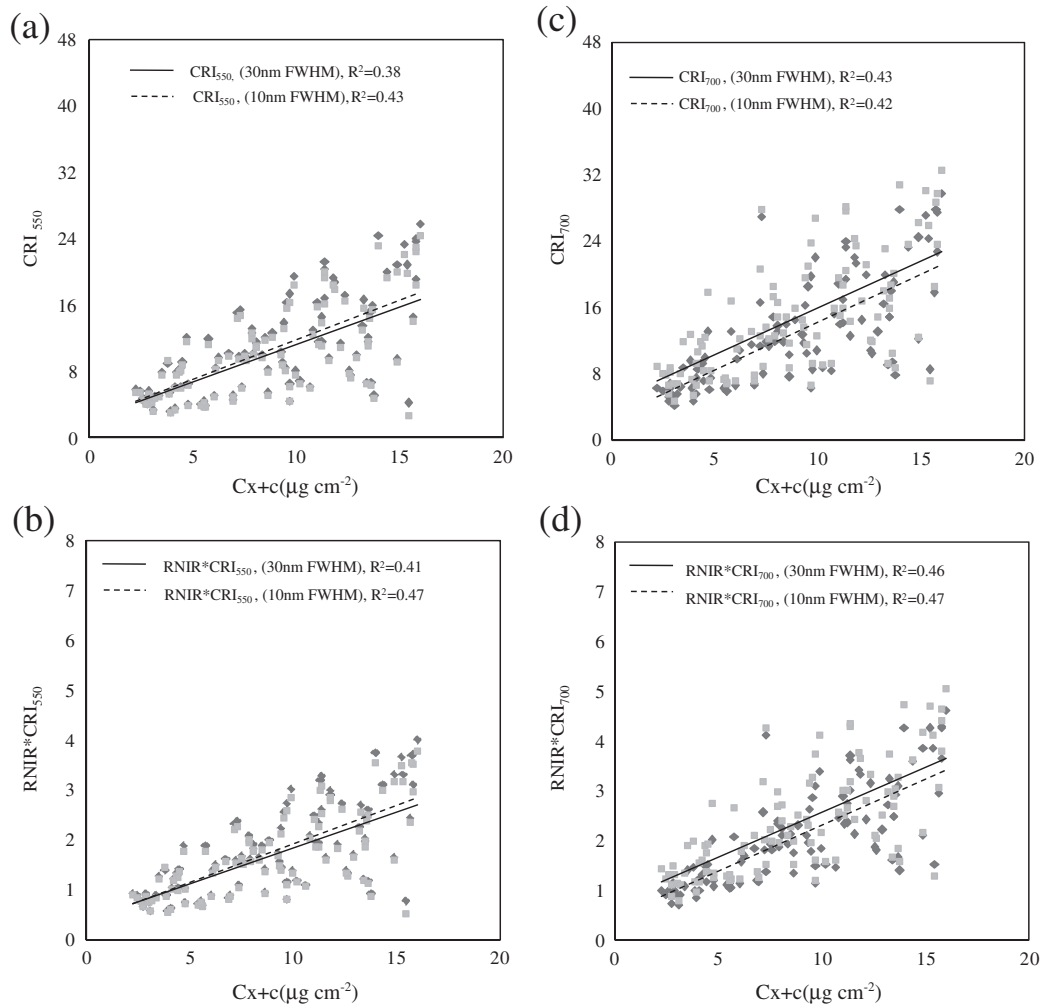 (a)
48
40
32
24
16
8
0
CRI550
CRI550, (30nm FWHM), R²=0.38
CRI550, (10nm FWHM), R²=0.43
0 5 10 15 20
Cx+c(μg cm-2)
(c)
48
40
32
24
16
8
0
CRI700
CRI700, (30nm FWHM), R²=0.43
CRI700, (10nm FWHM), R²=0.42
0 5 10 15 20
Cx+c(μg cm-2)
(b)
8
7
6
5
4
3
2
1
0
RNIR*CRI550
RNIR*CRI550, (30nm FWHM), R²=0.41
RNIR*CRI550, (10nm FWHM), R²=0.47
0 5 10 15 20
Cx+c(μg cm-2)
(d)
8
7
6
5
4
3
2
1
0
RNIR*CRI700
RNIR*CRI700, (30nm FWHM), R²=0.46
RNIR*CRI700, (10nm FWHM), R²=0.47
0 5 10 15 20
Cx+c(μg cm-2)